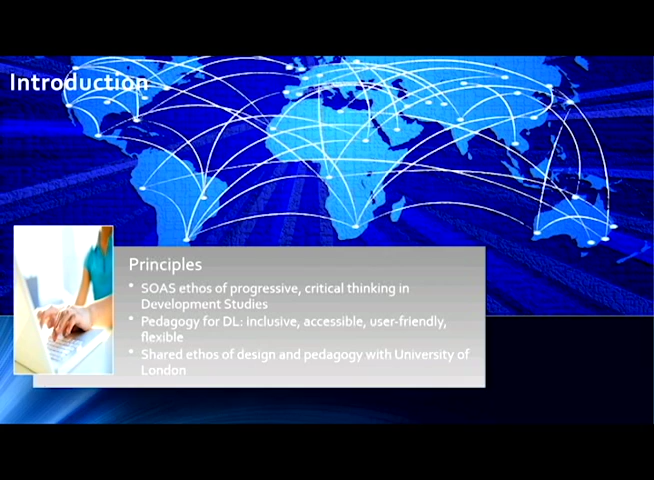 Introduction
Principles
• SOAS ethos of progressive, critical thinking in
Development Studies
• Pedagogy for DL: inclusive, accessible, user-friendly,
flexible
• Shared ethos of design and pedagogy with University of
London